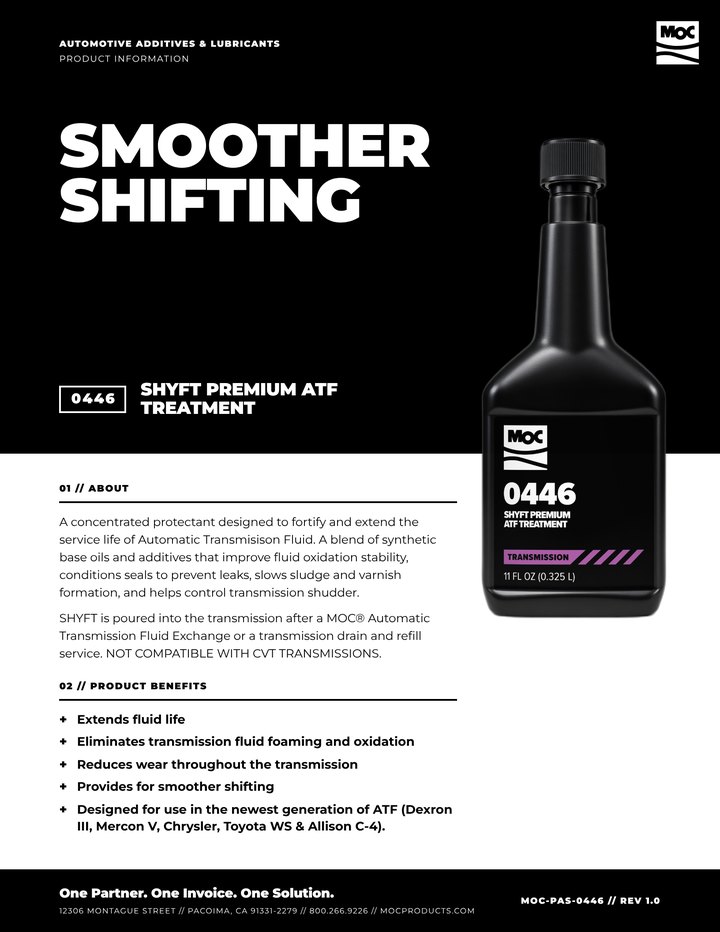 AUTOMOTIVE ADDITIVES & LUBRICANTS
PRODUCT INFORMATION
MOC
SMOOTHER
SHIFTING
0446
SHYFT PREMIUM ATF
TREATMENT
MOC
0446
SHYFT PREMIUM
ATF TREATMENT
TRANSMISSION
11 FL OZ (0.325 L)
01 // ABOUT
A concentrated protectant designed to fortify and extend the
service life of Automatic Transmisison Fluid. A blend of synthetic
base oils and additives that improve fluid oxidation stability,
conditions seals to prevent leaks, slows sludge and varnish
formation, and helps control transmission shudder.
SHYFT is poured into the transmission after a MOC® Automatic
Transmission Fluid Exchange or a transmission drain and refill
service. NOT COMPATIBLE WITH CVT TRANSMISSIONS.
02 // PRODUCT BENEFITS
+ Extends fluid life
+ Eliminates transmission fluid foaming and oxidation
+ Reduces wear throughout the transmission
+ Provides for smoother shifting
+ Designed for use in the newest generation of ATF (Dexron
III, Mercon V, Chrysler, Toyota WS & Allison C-4).
One Partner. One Invoice. One Solution.
12306 MONTAGUE STREET // PACOIMA, CA 91331-2279 // 800.266.9226 // MOCPRODUCTS.COM
MOC-PAS-0446 // REV 1.0